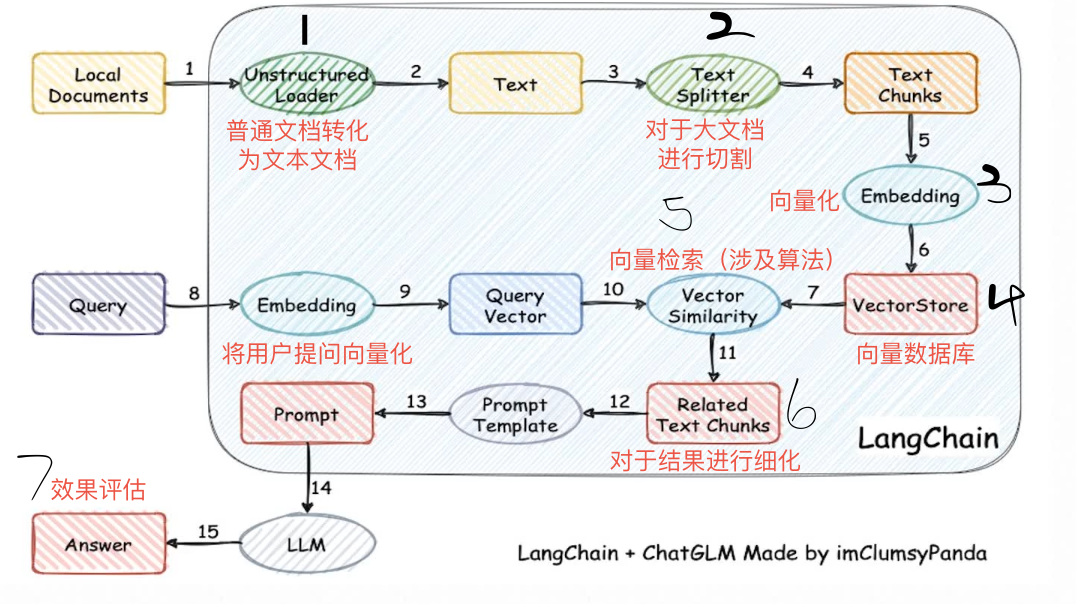 1
2
Local
Documents
1
Unstructured
Loader
2
Text
3
Text
Splitter
4
Text
Chunks
普通文档转化
为文本文档
对于大文档
进行切割
5
向量化
Embedding
3
5
6
向量检索（涉及算法）
Query
8
Embedding
9
Query
Vector
10
Vector
Similarity
7
VectorStore
4
将用户提问向量化
向量数据库
11
Prompt
13
Prompt
Template
12
Related
Text Chunks
6
LangChain
对于结果进行细化
7
效果评估
14
Answer
15
LLM
LangChain + ChatGLM Made by imClumsyPanda